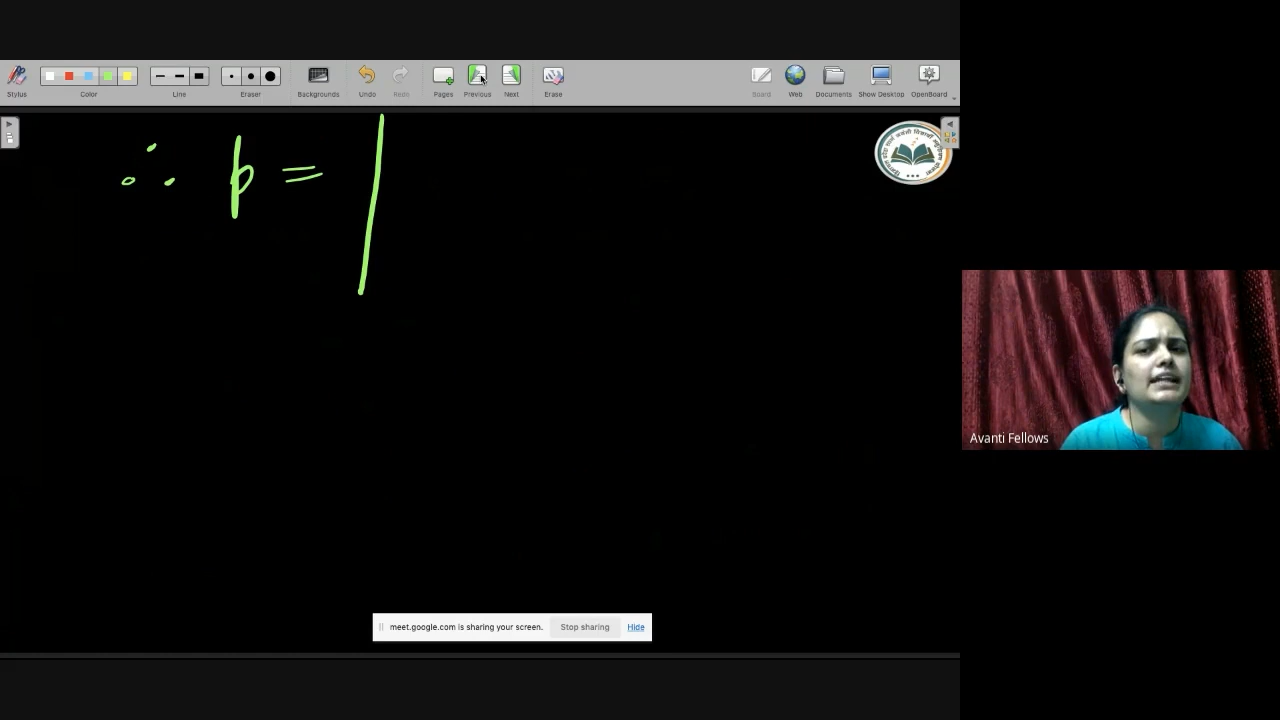 Stylus
Color
Line
Eraser
Backgrounds
Undo
Redo
Pages
Previous
Next
Erase
Board
Web
Documents
Show Desktop
OpenBoard
∴ p = |
Avanti Fellows
meet.google.com is sharing your screen.
Stop sharing
Hide